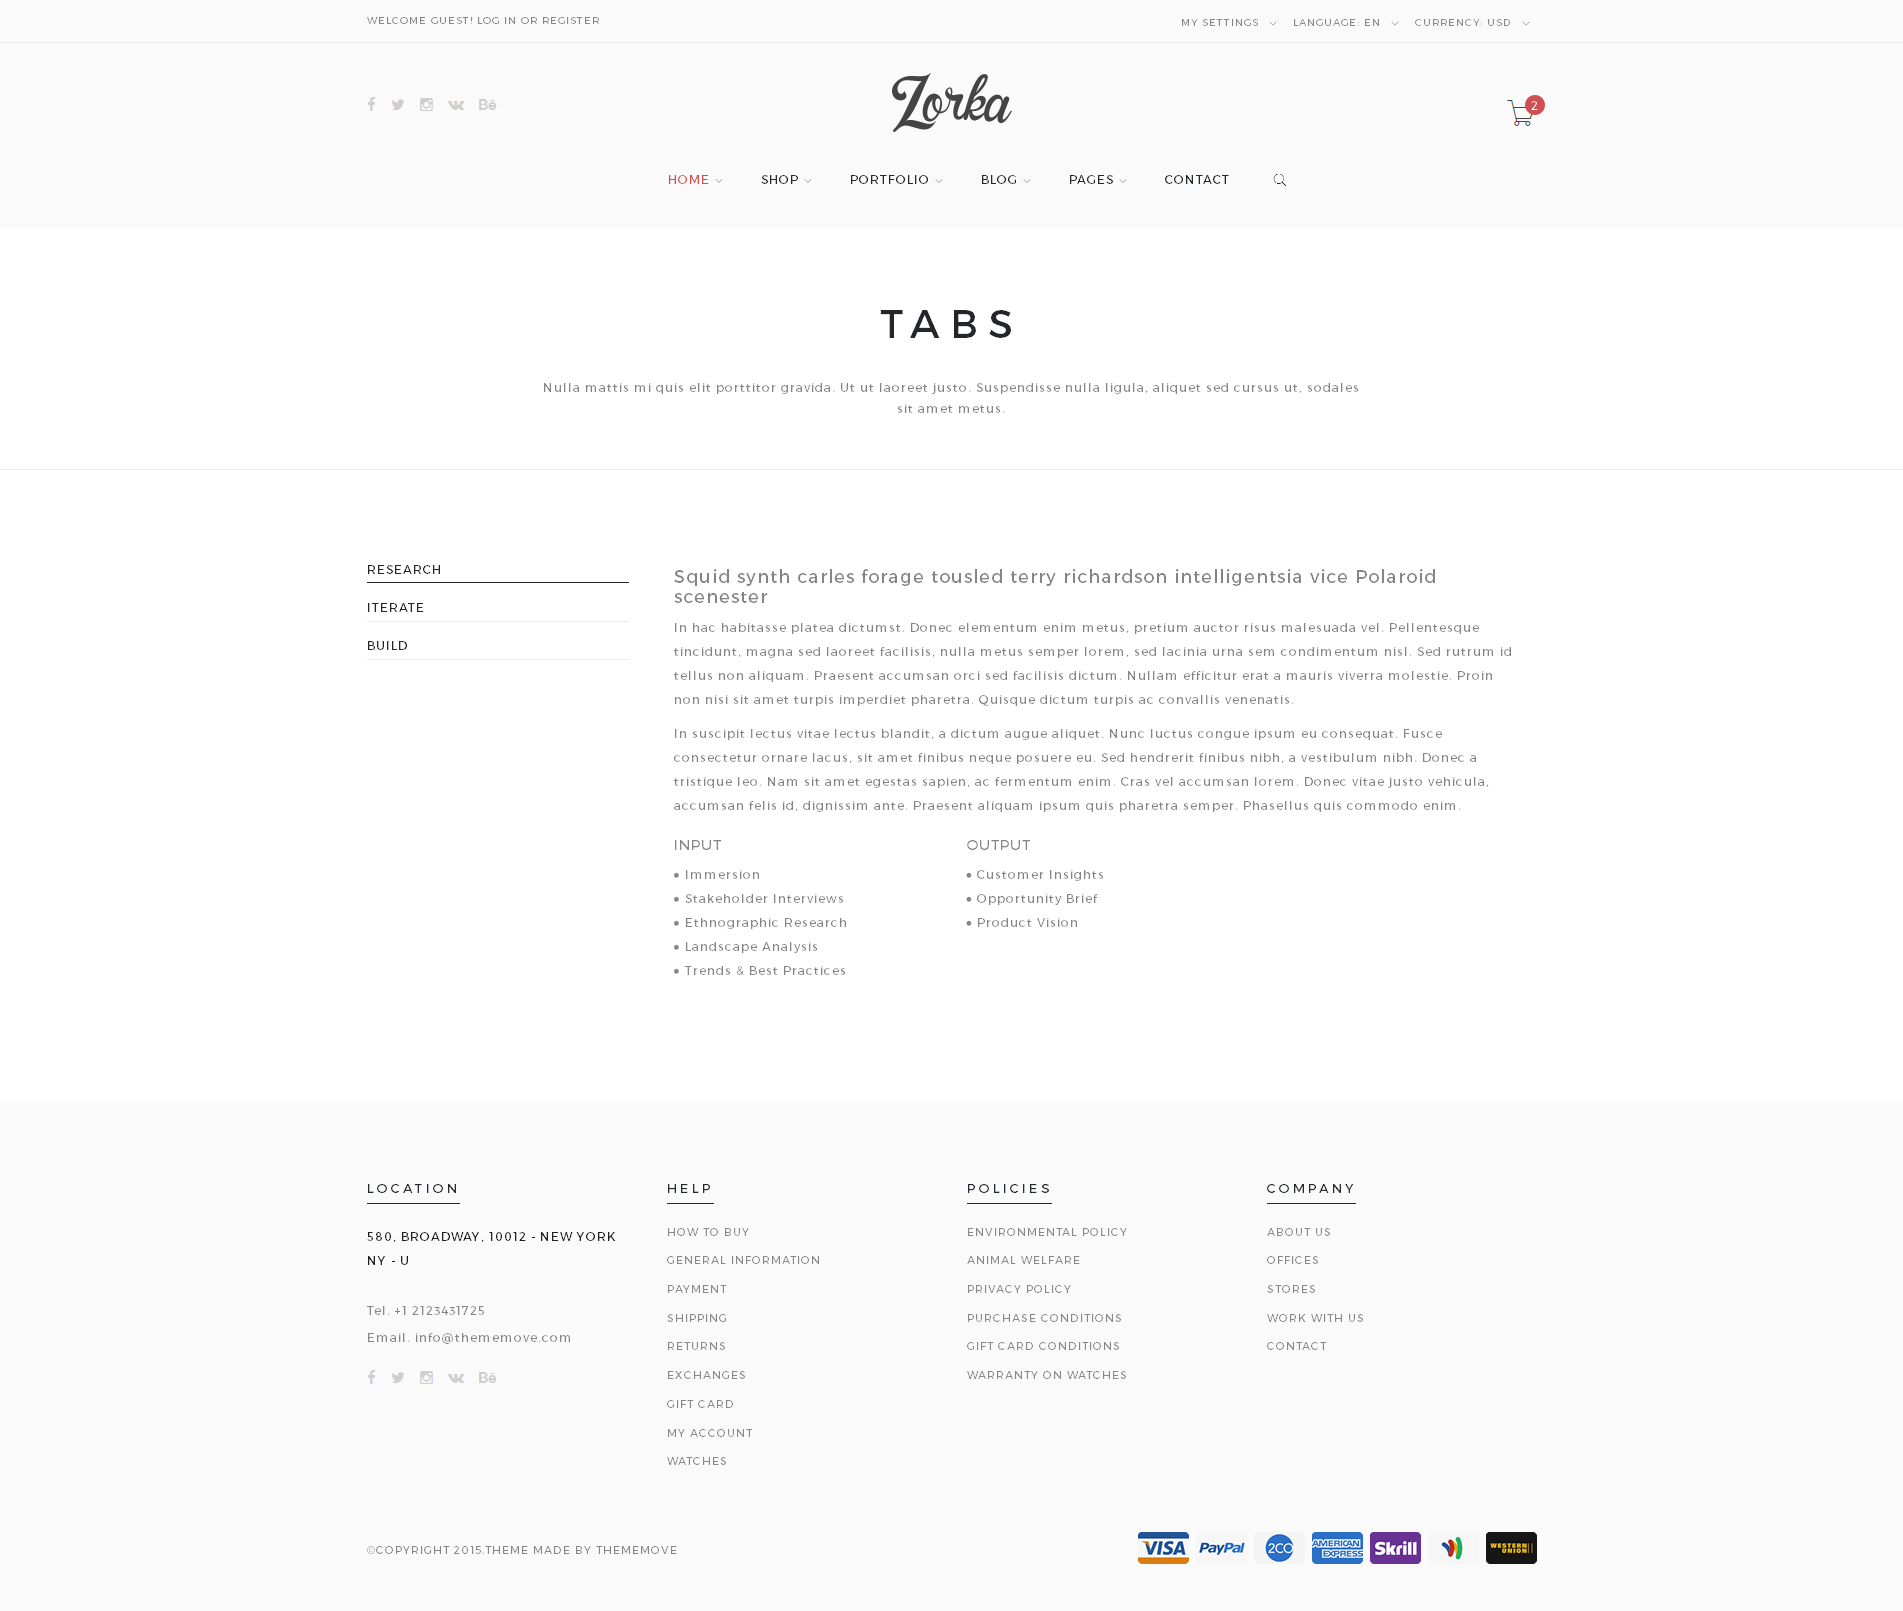 WELCOME GUEST! LOG IN OR REGISTER
MY SETTINGS LANGUAGE: EN CURRENCY: USD
Bē
Zorka
2
HOME SHOP PORTFOLIO BLOG PAGES CONTACT
TABS
Nulla mattis mi quis elit porttitor gravida. Ut ut laoreet justo. Suspendisse nulla ligula, aliquet sed cursus ut, sodales
sit amet metus.
RESEARCH
ITERATE
BUILD
Squid synth carles forage tousled terry richardson intelligentsia vice Polaroid
scenester
In hac habitasse platea dictumst. Donec elementum enim metus, pretium auctor risus malesuada vel. Pellentesque
tincidunt, magna sed laoreet facilisis, nulla metus semper lorem, sed lacinia urna sem condimentum nisl. Sed rutrum id
tellus non aliquam. Praesent accumsan orci sed facilisis dictum. Nullam efficitur erat a mauris viverra molestie. Proin
non nisi sit amet turpis imperdiet pharetra. Quisque dictum turpis ac convallis venenatis.
In suscipit lectus vitae lectus blandit, a dictum augue aliquet. Nunc luctus congue ipsum eu consequat. Fusce
consectetur ornare lacus, sit amet finibus neque posuere eu. Sed hendrerit finibus nibh, a vestibulum nibh. Donec a
tristique leo. Nam sit amet egestas sapien, ac fermentum enim. Cras vel accumsan lorem. Donec vitae justo vehicula,
accumsan felis id, dignissim ante. Praesent aliquam ipsum quis pharetra semper. Phasellus quis commodo enim.
INPUT
• Immersion
• Stakeholder Interviews
• Ethnographic Research
• Landscape Analysis
• Trends & Best Practices
OUTPUT
• Customer Insights
• Opportunity Brief
• Product Vision
LOCATION
580, BROADWAY, 10012 - NEW YORK
NY - U
Tel. +1 2123431725
Email. info@thememove.com
Bē
HELP
HOW TO BUY
GENERAL INFORMATION
PAYMENT
SHIPPING
RETURNS
EXCHANGES
GIFT CARD
MY ACCOUNT
WATCHES
POLICIES
ENVIRONMENTAL POLICY
ANIMAL WELFARE
PRIVACY POLICY
PURCHASE CONDITIONS
GIFT CARD CONDITIONS
WARRANTY ON WATCHES
COMPANY
ABOUT US
OFFICES
STORES
WORK WITH US
CONTACT
©COPYRIGHT 2015.THEME MADE BY THEMEMOVE
VISA
PayPal
2CO
AMERICAN
EXPRESS
Skrill
WESTERN
UNION